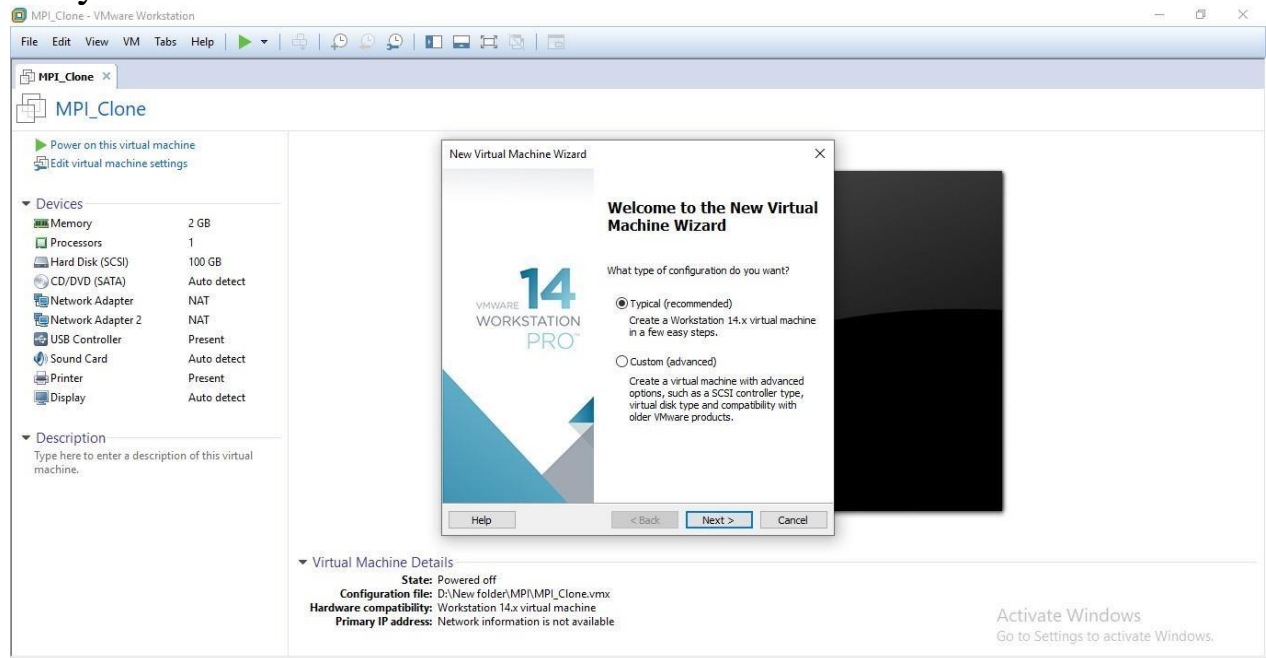 MPI_Clone - VMware Workstation
File Edit View VM Tabs Help
MPI_Clone
MPI_Clone
Power on this virtual machine
Edit virtual machine settings
Devices
Memory 2 GB
Processors 1
Hard Disk (SCSI) 100 GB
CD/DVD (SATA) Auto detect
Network Adapter NAT
Network Adapter 2 NAT
USB Controller Present
Sound Card Auto detect
Printer Present
Display Auto detect
Description
Type here to enter a description of this virtual
machine.
New Virtual Machine Wizard
VMWARE 14
WORKSTATION
PRO™
Welcome to the New Virtual
Machine Wizard
What type of configuration do you want?
Typical (recommended)
Create a Workstation 14.x virtual machine
in a few easy steps.
Custom (advanced)
Create a virtual machine with advanced
options, such as a SCSI controller type,
virtual disk type and compatibility with
older VMware products.
Help < Back Next > Cancel
Virtual Machine Details
State: Powered off
Configuration file: D:\New folder\MPI\MPI_Clone.vmx
Hardware compatibility: Workstation 14.x virtual machine
Primary IP address: Network information is not available
Activate Windows
Go to Settings to activate Windows.